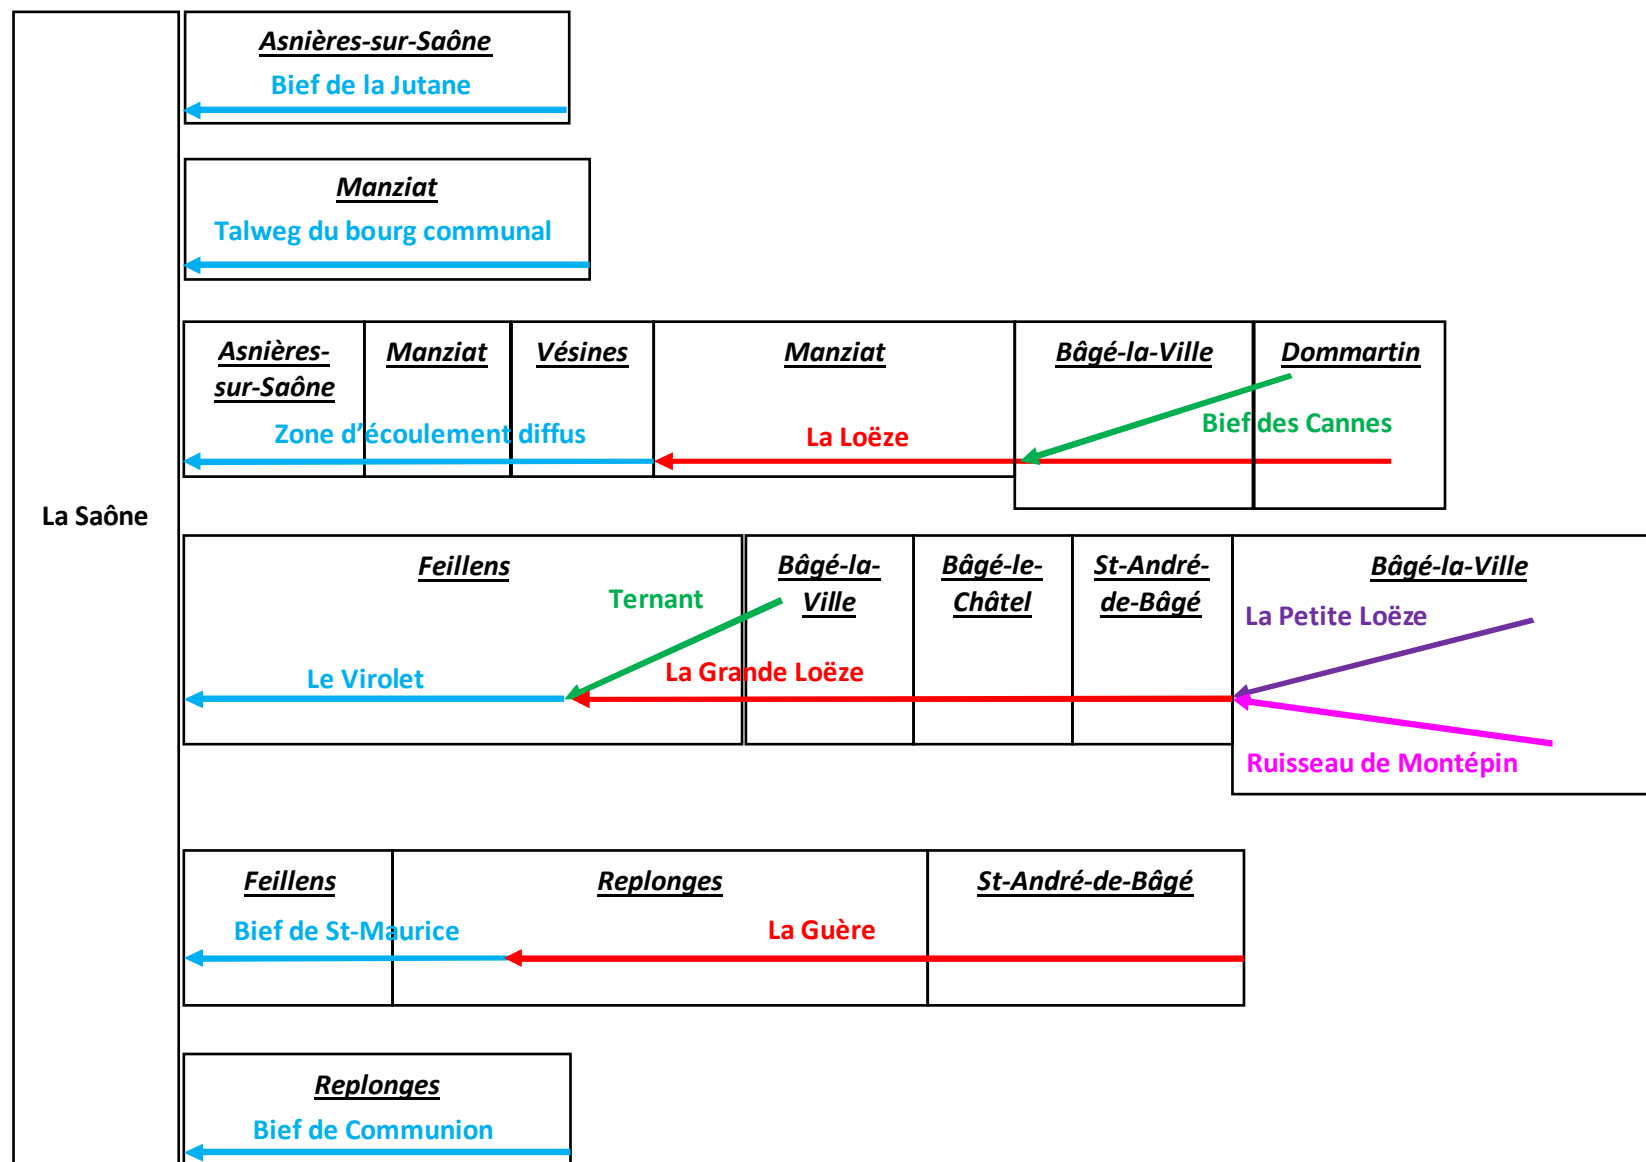 Asnières-sur-Saône
Bief de la Jutane
Manziat
Talweg du bourg communal
Asnières-
sur-Saône
Manziat
Vésines
Manziat
Bâgé-la-Ville
Dommartin
Bief des Cannes
Zone d'écoulement diffus
La Loëze
La Saône
Feillens
Bâgé-la-
Ville
Bâgé-le-
Châtel
St-André-
de-Bâgé
Bâgé-la-Ville
Ternant
La Petite Loëze
La Grande Loëze
Le Virolet
Ruisseau de Montépin
Feillens
Replonges
St-André-de-Bâgé
Bief de St-Maurice
La Guère
Replonges
Bief de Communion